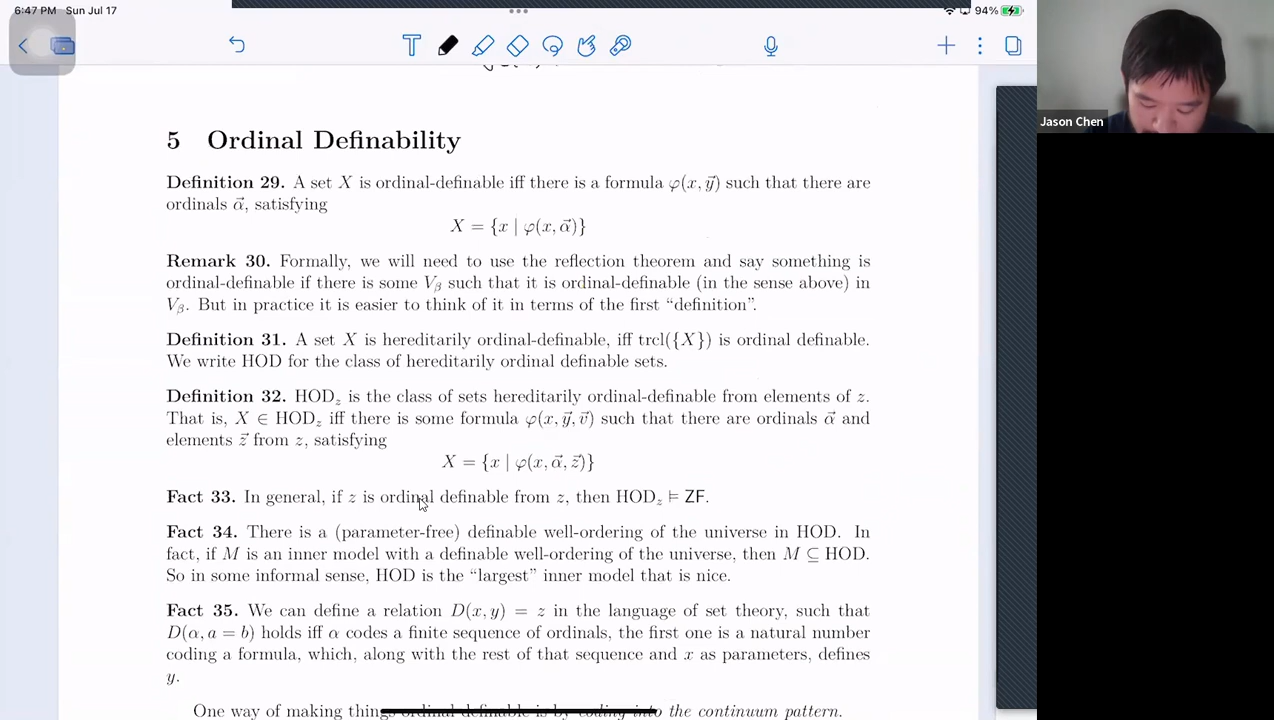 6:47 PM Sun Jul 17
94%
Jason Chen
5 Ordinal Definability
Definition 29. A set X is ordinal-definable iff there is a formula φ(x, y⃗) such that there are
ordinals α⃗, satisfying
X = {x | φ(x, α⃗)}
Remark 30. Formally, we will need to use the reflection theorem and say something is
ordinal-definable if there is some V_β such that it is ordinal-definable (in the sense above) in
V_β. But in practice it is easier to think of it in terms of the first “definition”.
Definition 31. A set X is hereditarily ordinal-definable, iff trcl({X}) is ordinal definable.
We write HOD for the class of hereditarily ordinal definable sets.
Definition 32. HOD_z is the class of sets hereditarily ordinal-definable from elements of z.
That is, X ∈ HOD_z iff there is some formula φ(x, y⃗, v⃗) such that there are ordinals α⃗ and
elements z⃗ from z, satisfying
X = {x | φ(x, α⃗, z⃗)}
Fact 33. In general, if z is ordinal definable from z, then HOD_z ⊨ ZF.
Fact 34. There is a (parameter-free) definable well-ordering of the universe in HOD. In
fact, if M is an inner model with a definable well-ordering of the universe, then M ⊆ HOD.
So in some informal sense, HOD is the “largest” inner model that is nice.
Fact 35. We can define a relation D(x, y) = z in the language of set theory, such that
D(α, a = b) holds iff α codes a finite sequence of ordinals, the first one is a natural number
coding a formula, which, along with the rest of that sequence and x as parameters, defines
y.
One way of making things ordinal definable is by coding into the continuum pattern.